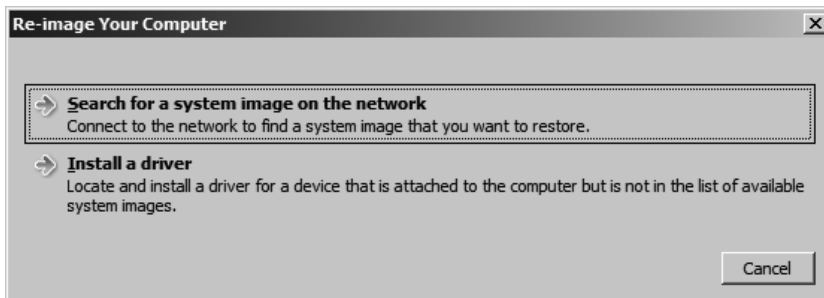 Re-image Your Computer
Search for a system image on the network
Connect to the network to find a system image that you want to restore.
Install a driver
Locate and install a driver for a device that is attached to the computer but is not in the list of available
system images.
Cancel